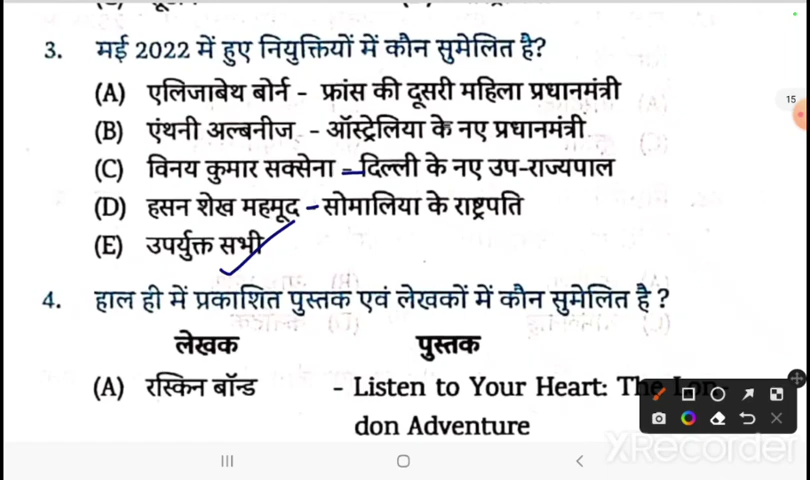 3. मई 2022 में हुए नियुक्तियों में कौन सुमेलित है?
(A) एलिजाबेथ बोर्न - फ्रांस की दूसरी महिला प्रधानमंत्री
(B) एंथनी अल्बनीज - ऑस्ट्रेलिया के नए प्रधानमंत्री
(C) विनय कुमार सक्सेना - दिल्ली के नए उप-राज्यपाल
(D) हसन शेख महमूद - सोमालिया के राष्ट्रपति
(E) उपर्युक्त सभी
15
4. हाल ही में प्रकाशित पुस्तक एवं लेखकों में कौन सुमेलित है ?
लेखक पुस्तक
(A) रस्किन बॉन्ड - Listen to Your Heart: The Lon-
don Adventure
XRecorder